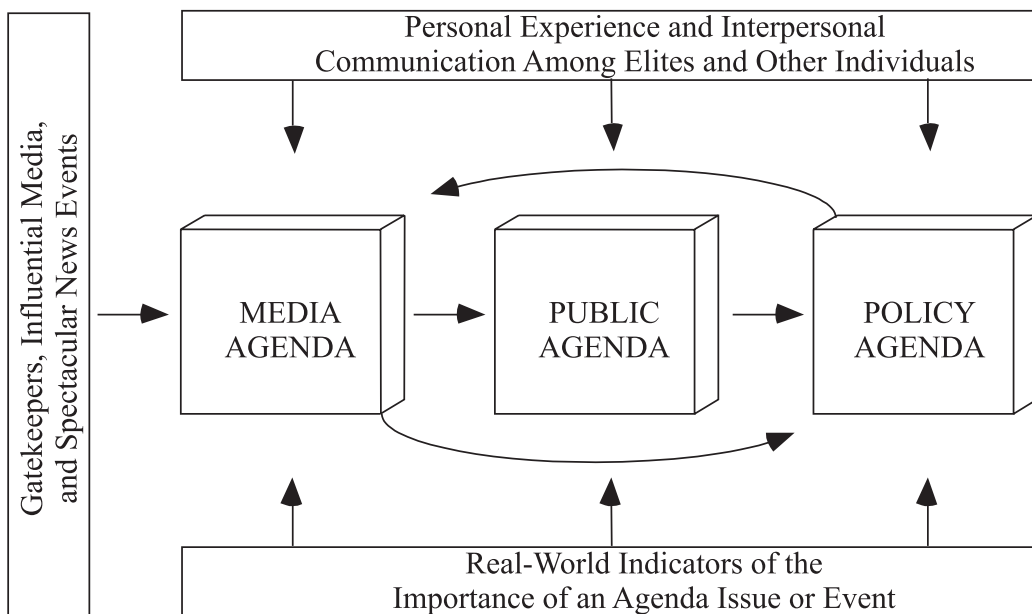 Personal Experience and Interpersonal
Communication Among Elites and Other Individuals
Gatekeepers, Influential Media,
and Spectacular News Events
MEDIA
AGENDA
PUBLIC
AGENDA
POLICY
AGENDA
Real-World Indicators of the
Importance of an Agenda Issue or Event